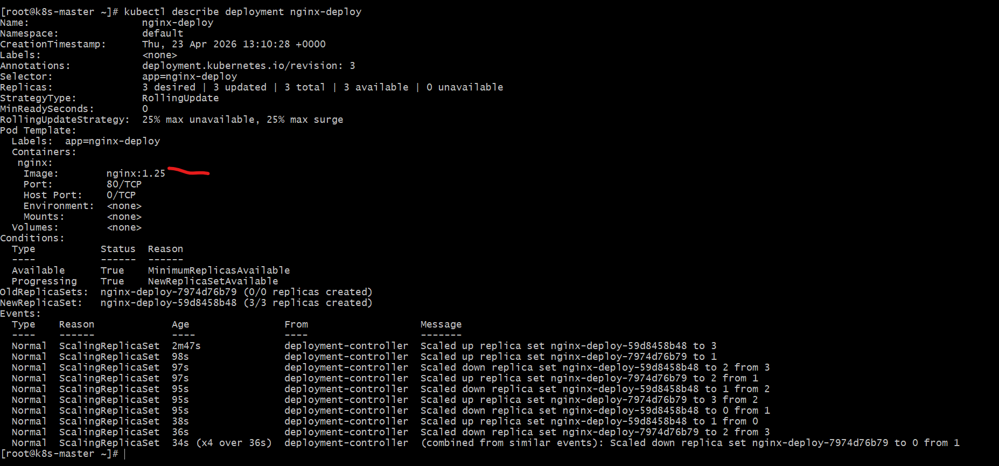 [root@k8s-master ~]# kubectl describe deployment nginx-deploy
Name:                   nginx-deploy
Namespace:              default
CreationTimestamp:      Thu, 23 Apr 2026 13:10:28 +0000
Labels:                 <none>
Annotations:            deployment.kubernetes.io/revision: 3
Selector:               app=nginx-deploy
Replicas:               3 desired | 3 updated | 3 total | 3 available | 0 unavailable
StrategyType:           RollingUpdate
MinReadySeconds:        0
RollingUpdateStrategy:  25% max unavailable, 25% max surge
Pod Template:
  Labels:  app=nginx-deploy
  Containers:
   nginx:
    Image:        nginx:1.25
    Port:         80/TCP
    Host Port:    0/TCP
    Environment:  <none>
    Mounts:       <none>
  Volumes:        <none>
Conditions:
  Type           Status  Reason
  ----           ------  ------
  Available      True    MinimumReplicasAvailable
  Progressing    True    NewReplicaSetAvailable
OldReplicaSets:  nginx-deploy-7974d76b79 (0/0 replicas created)
NewReplicaSet:   nginx-deploy-59d8458b48 (3/3 replicas created)
Events:
  Type    Reason             Age                From                   Message
  ----    ------             ----               ----                   -------
  Normal  ScalingReplicaSet  2m47s              deployment-controller  Scaled up replica set nginx-deploy-59d8458b48 to 3
  Normal  ScalingReplicaSet  98s                deployment-controller  Scaled up replica set nginx-deploy-7974d76b79 to 1
  Normal  ScalingReplicaSet  97s                deployment-controller  Scaled down replica set nginx-deploy-59d8458b48 to 2 from 3
  Normal  ScalingReplicaSet  97s                deployment-controller  Scaled up replica set nginx-deploy-7974d76b79 to 2 from 1
  Normal  ScalingReplicaSet  95s                deployment-controller  Scaled down replica set nginx-deploy-59d8458b48 to 1 from 2
  Normal  ScalingReplicaSet  95s                deployment-controller  Scaled up replica set nginx-deploy-7974d76b79 to 3 from 2
  Normal  ScalingReplicaSet  95s                deployment-controller  Scaled down replica set nginx-deploy-59d8458b48 to 0 from 1
  Normal  ScalingReplicaSet  38s                deployment-controller  Scaled up replica set nginx-deploy-59d8458b48 to 1 from 0
  Normal  ScalingReplicaSet  36s                deployment-controller  Scaled down replica set nginx-deploy-7974d76b79 to 2 from 3
  Normal  ScalingReplicaSet  34s (x4 over 36s)  deployment-controller  (combined from similar events): Scaled down replica set nginx-deploy-7974d76b79 to 0 from 1
[root@k8s-master ~]#